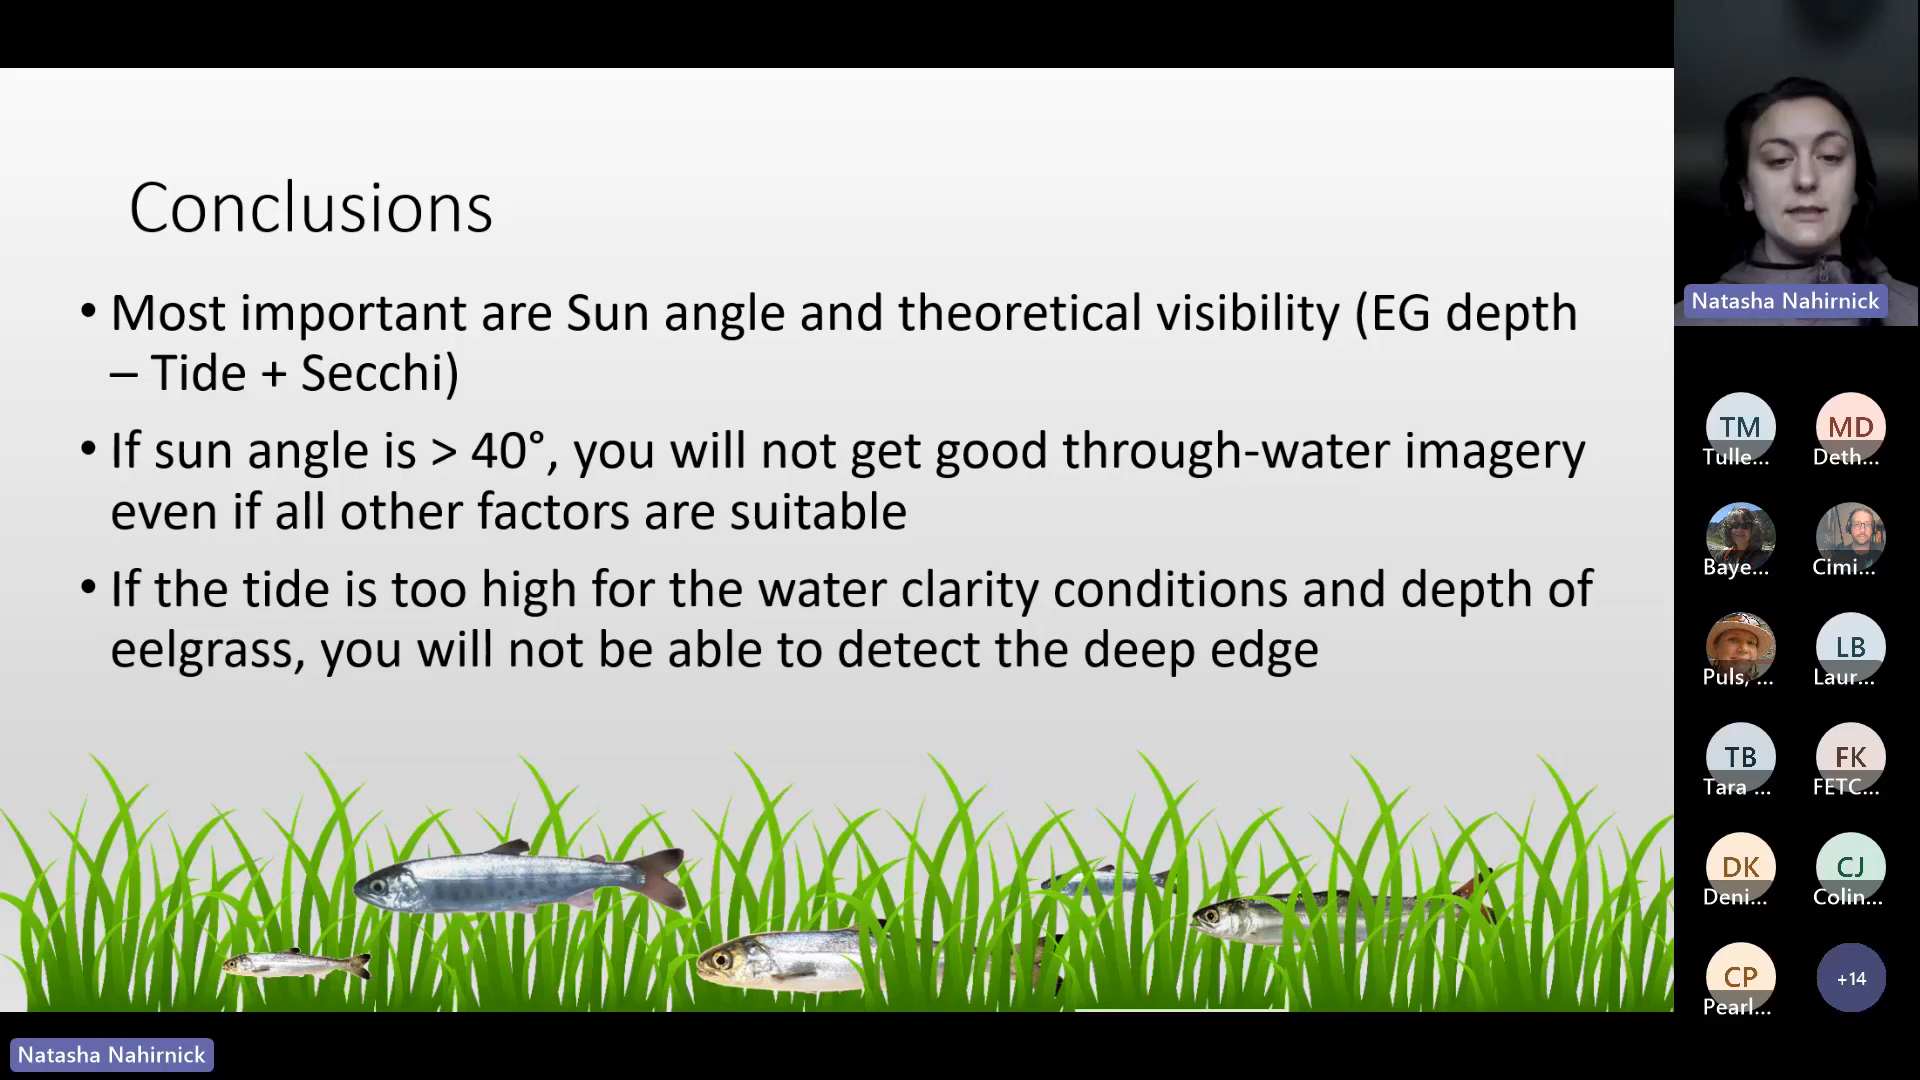 Conclusions
• Most important are Sun angle and theoretical visibility (EG depth
– Tide + Secchi)
• If sun angle is > 40°, you will not get good through-water imagery
even if all other factors are suitable
• If the tide is too high for the water clarity conditions and depth of
eelgrass, you will not be able to detect the deep edge
Natasha Nahirnick
TM
Tulle...
MD
Deth...
Baye...
Cimi...
Puls, ...
LB
Laur...
TB
Tara ...
FK
FETC...
DK
Deni...
CJ
Colin...
CP
Pearl...
+14
Natasha Nahirnick